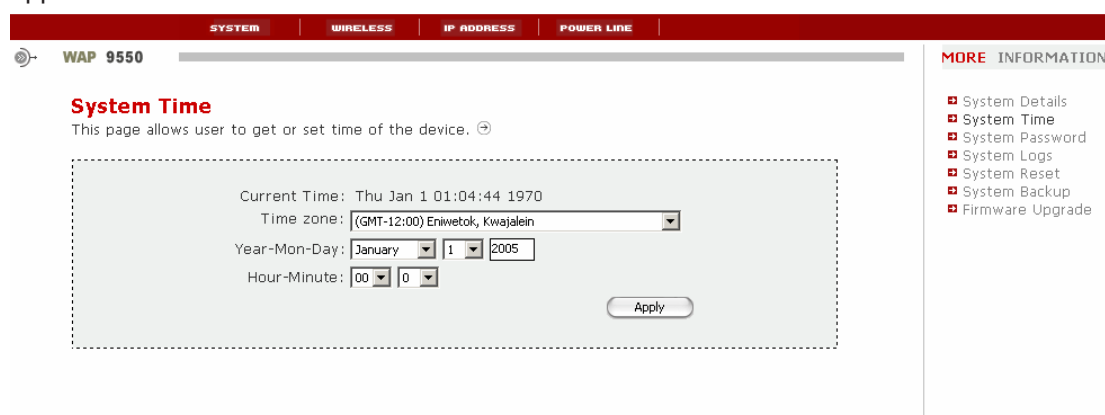 SYSTEM WIRELESS IP ADDRESS POWER LINE
WAP 9550
MORE INFORMATION
System Time
This page allows user to get or set time of the device.
Current Time: Thu Jan 1 01:04:44 1970
Time zone: (GMT-12:00) Eniwetok, Kwajalein
Year-Mon-Day: January 1 2005
Hour-Minute: 00 0
Apply
System Details
System Time
System Password
System Logs
System Reset
System Backup
Firmware Upgrade